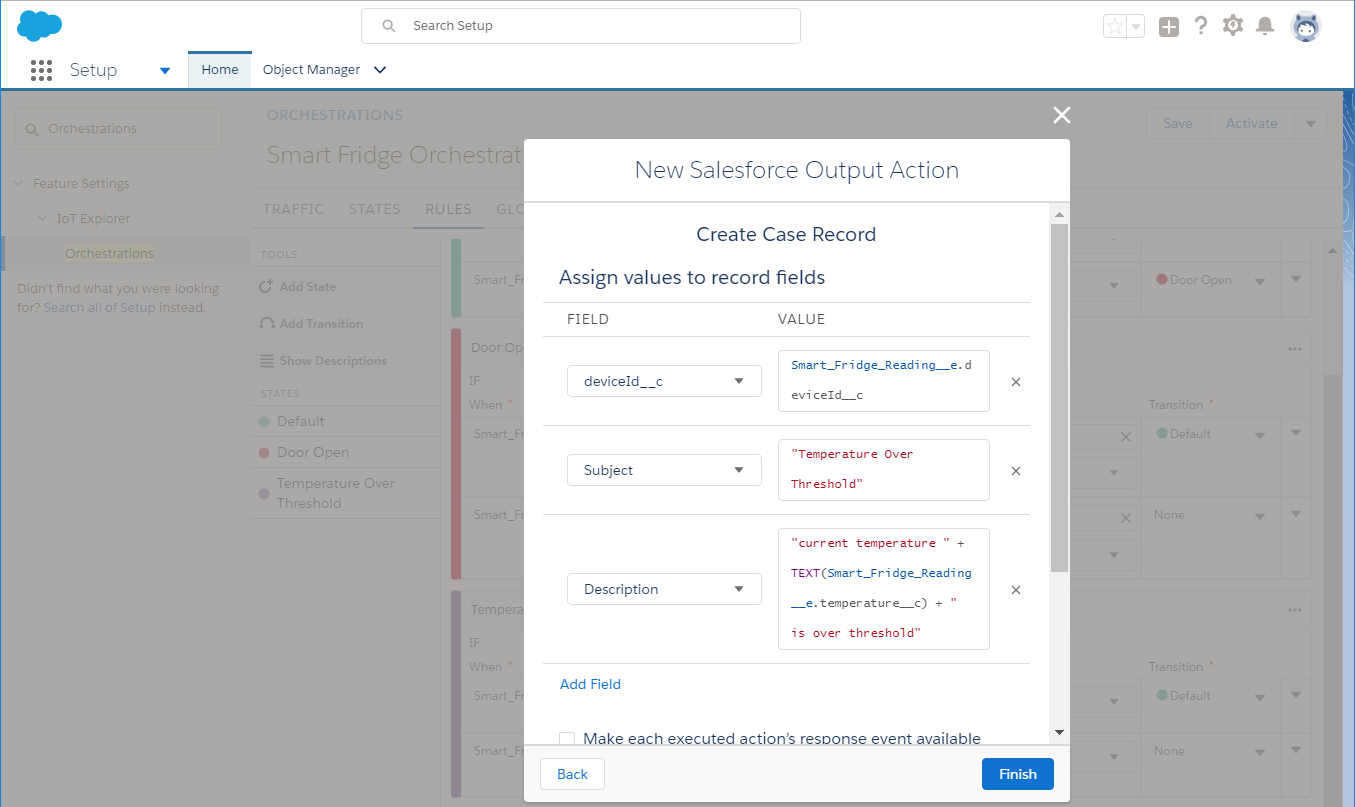 Search Setup
Setup
Home
Object Manager
Orchestrations
Feature Settings
IoT Explorer
Orchestrations
Didn't find what you were looking
for? Search all of Setup instead.
ORCHESTRATIONS
Smart Fridge Orchestrat
Save
Activate
TRAFFIC
STATES
RULES
GLO
TOOLS
Add State
Add Transition
Show Descriptions
STATES
Default
Door Open
Temperature Over
Threshold
Smart_Fr
Door Open
Door Op
IF
When *
Transition *
Smart_Fr
Default
Smart_Fr
None
Tempera
IF
When *
Transition *
Smart_Fr
Default
Smart_Fr
None
New Salesforce Output Action
Create Case Record
Assign values to record fields
FIELD
VALUE
deviceId__c
Smart_Fridge_Reading__e.d
eviceId__c
Subject
"Temperature Over
Threshold"
Description
"current temperature " +
TEXT(Smart_Fridge_Reading
__e.temperature__c) + "
is over threshold"
Add Field
Make each executed action's response event available
Back
Finish